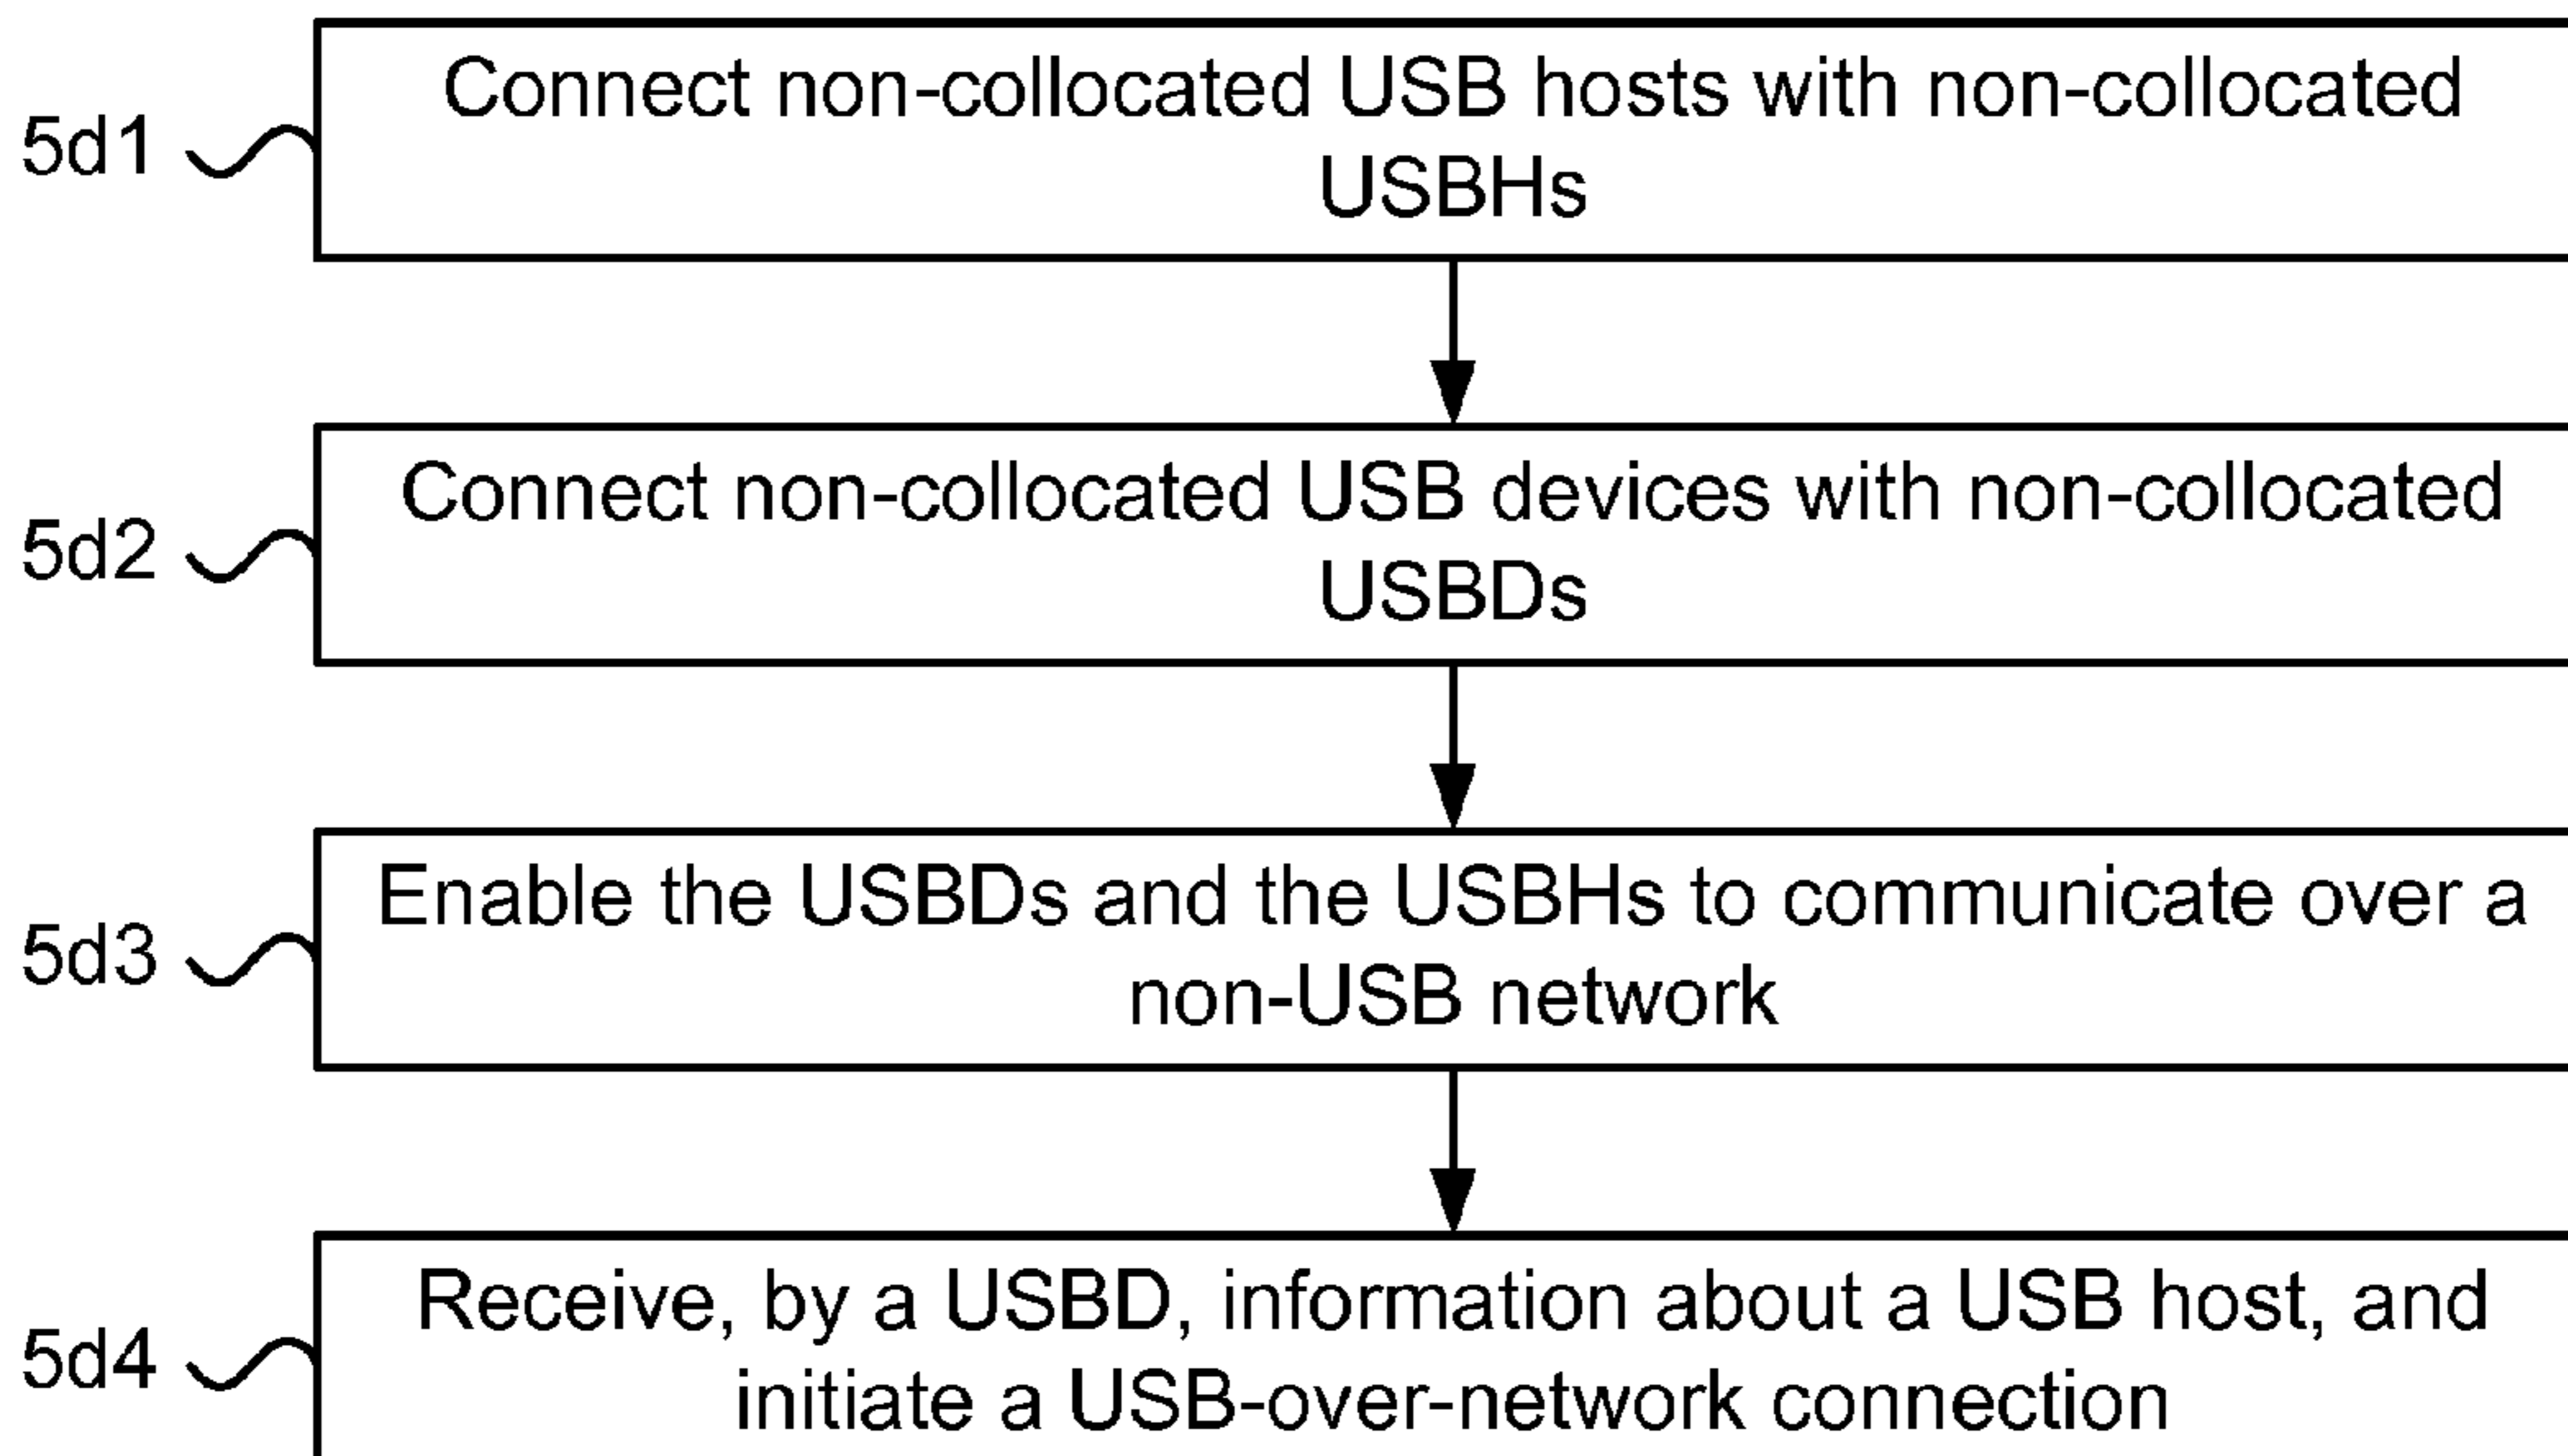 5d1
Connect non-collocated USB hosts with non-collocated
USBHs
5d2
Connect non-collocated USB devices with non-collocated
USBDs
5d3
Enable the USBDs and the USBHs to communicate over a
non-USB network
5d4
Receive, by a USBD, information about a USB host, and
initiate a USB-over-network connection